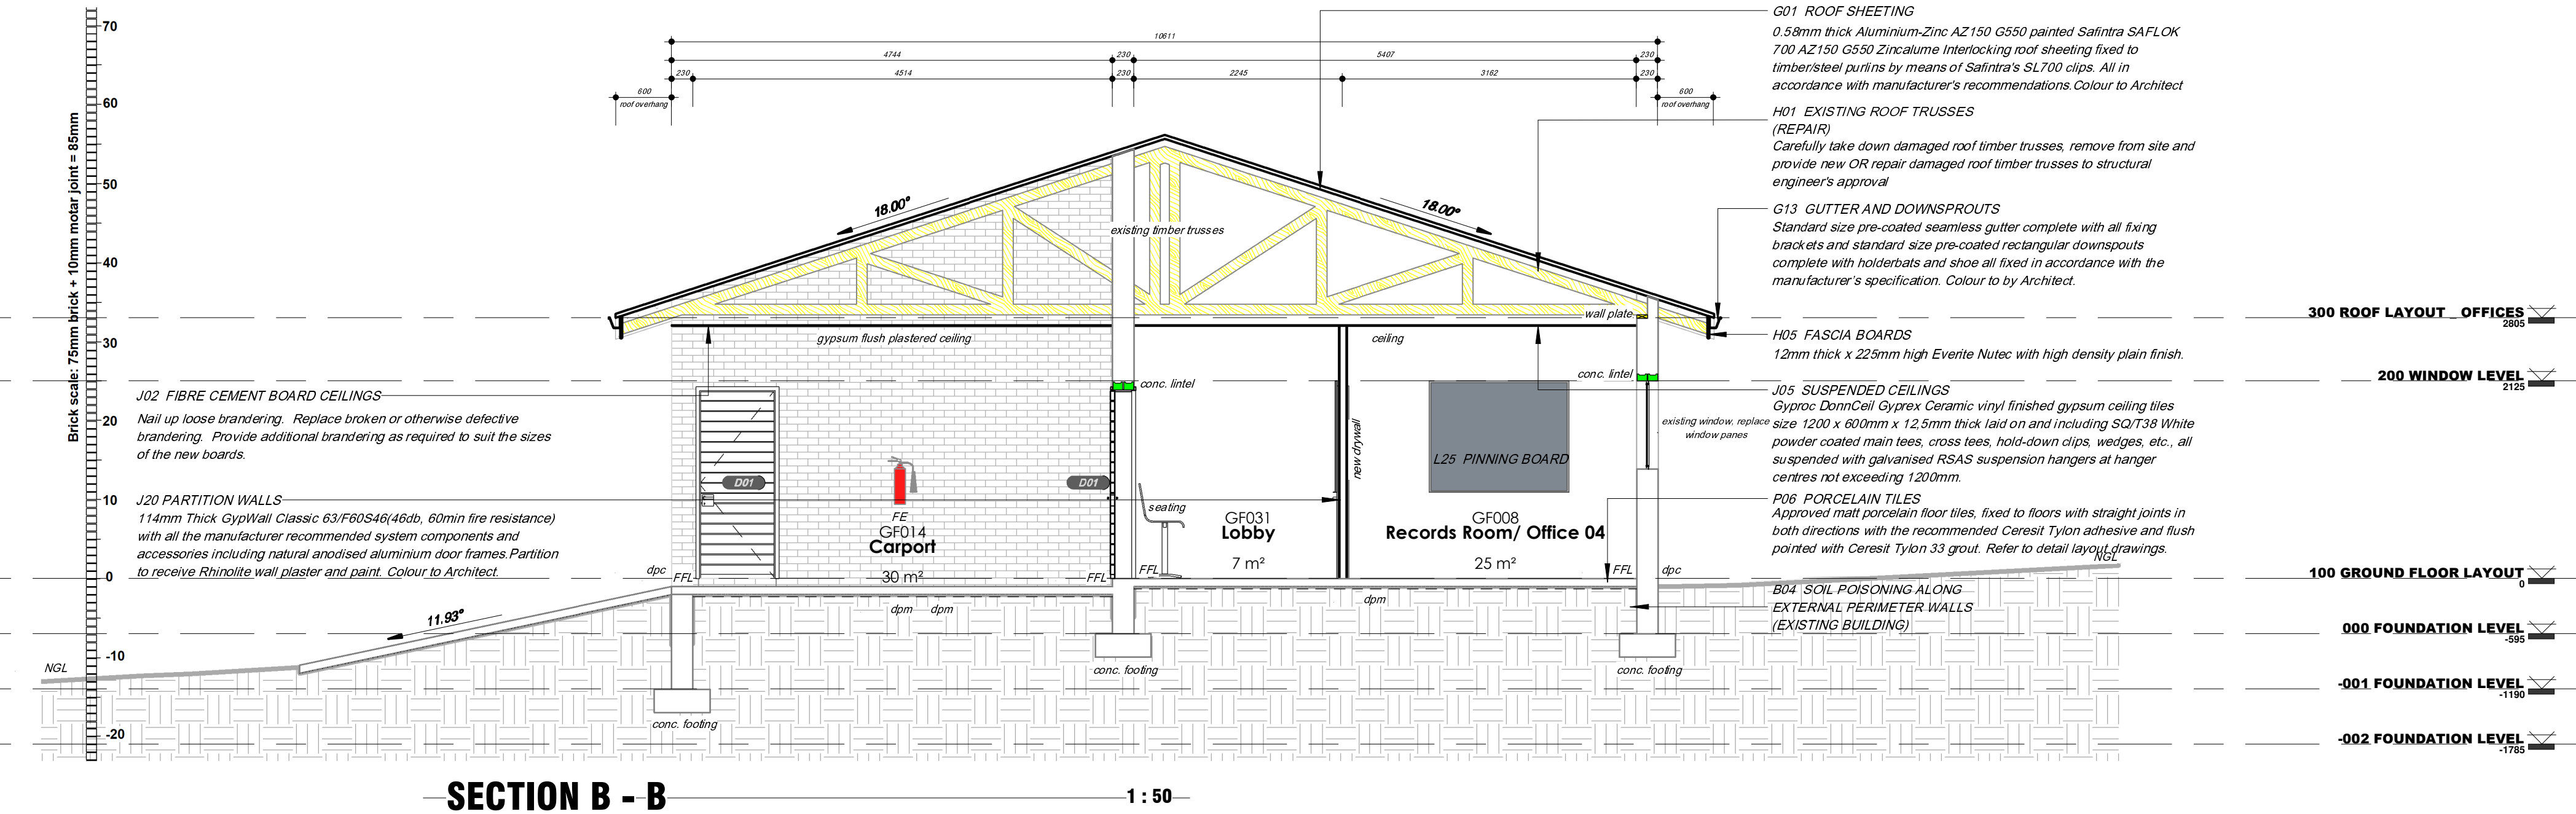 70
60
50
40
30
20
10
0
-10
-20
Brick scale: 75mm brick + 10mm motar joint = 85mm
10611
4744
230
5407
230
230
4514
230
2245
3162
230
600
roof overhang
600
roof overhang
18.00°
18.00°
existing timber trusses
wall plate
gypsum flush plastered ceiling
ceiling
conc. lintel
conc. lintel
existing window, replace
window panes
new drywall
L25 PINNING BOARD
D01
D01
FE
GF014
Carport
30 m²
seating
GF031
Lobby
7 m²
GF008
Records Room/ Office 04
25 m²
dpc
FFL
FFL
FFL
FFL
dpc
dpm
dpm
dpm
11.93°
NGL
NGL
conc. footing
conc. footing
conc. footing
J02 FIBRE CEMENT BOARD CEILINGS
Nail up loose brandering. Replace broken or otherwise defective
brandering. Provide additional brandering as required to suit the sizes
of the new boards.
J20 PARTITION WALLS
114mm Thick GypWall Classic 63/F60S46(46db, 60min fire resistance)
with all the manufacturer recommended system components and
accessories including natural anodised aluminium door frames.Partition
to receive Rhinolite wall plaster and paint. Colour to Architect.
G01 ROOF SHEETING
0.58mm thick Aluminium-Zinc AZ150 G550 painted Safintra SAFLOK
700 AZ150 G550 Zincalume Interlocking roof sheeting fixed to
timber/steel purlins by means of Safintra's SL700 clips. All in
accordance with manufacturer's recommendations.Colour to Architect
H01 EXISTING ROOF TRUSSES
(REPAIR)
Carefully take down damaged roof timber trusses, remove from site and
provide new OR repair damaged roof timber trusses to structural
engineer's approval
G13 GUTTER AND DOWNSPROUTS
Standard size pre-coated seamless gutter complete with all fixing
brackets and standard size pre-coated rectangular downspouts
complete with holderbats and shoe all fixed in accordance with the
manufacturer's specification. Colour to by Architect.
H05 FASCIA BOARDS
12mm thick x 225mm high Everite Nutec with high density plain finish.
J05 SUSPENDED CEILINGS
Gyproc DonnCeil Gyprex Ceramic vinyl finished gypsum ceiling tiles
size 1200 x 600mm x 12,5mm thick laid on and including SQ/T38 White
powder coated main tees, cross tees, hold-down clips, wedges, etc., all
suspended with galvanised RSAS suspension hangers at hanger
centres not exceeding 1200mm.
P06 PORCELAIN TILES
Approved matt porcelain floor tiles, fixed to floors with straight joints in
both directions with the recommended Ceresit Tylon adhesive and flush
pointed with Ceresit Tylon 33 grout. Refer to detail layout drawings.
B04 SOIL POISONING ALONG
EXTERNAL PERIMETER WALLS
(EXISTING BUILDING)
300 ROOF LAYOUT _ OFFICES
2805
200 WINDOW LEVEL
2125
100 GROUND FLOOR LAYOUT
0
000 FOUNDATION LEVEL
-595
-001 FOUNDATION LEVEL
-1190
-002 FOUNDATION LEVEL
-1785
SECTION B - B
1 : 50